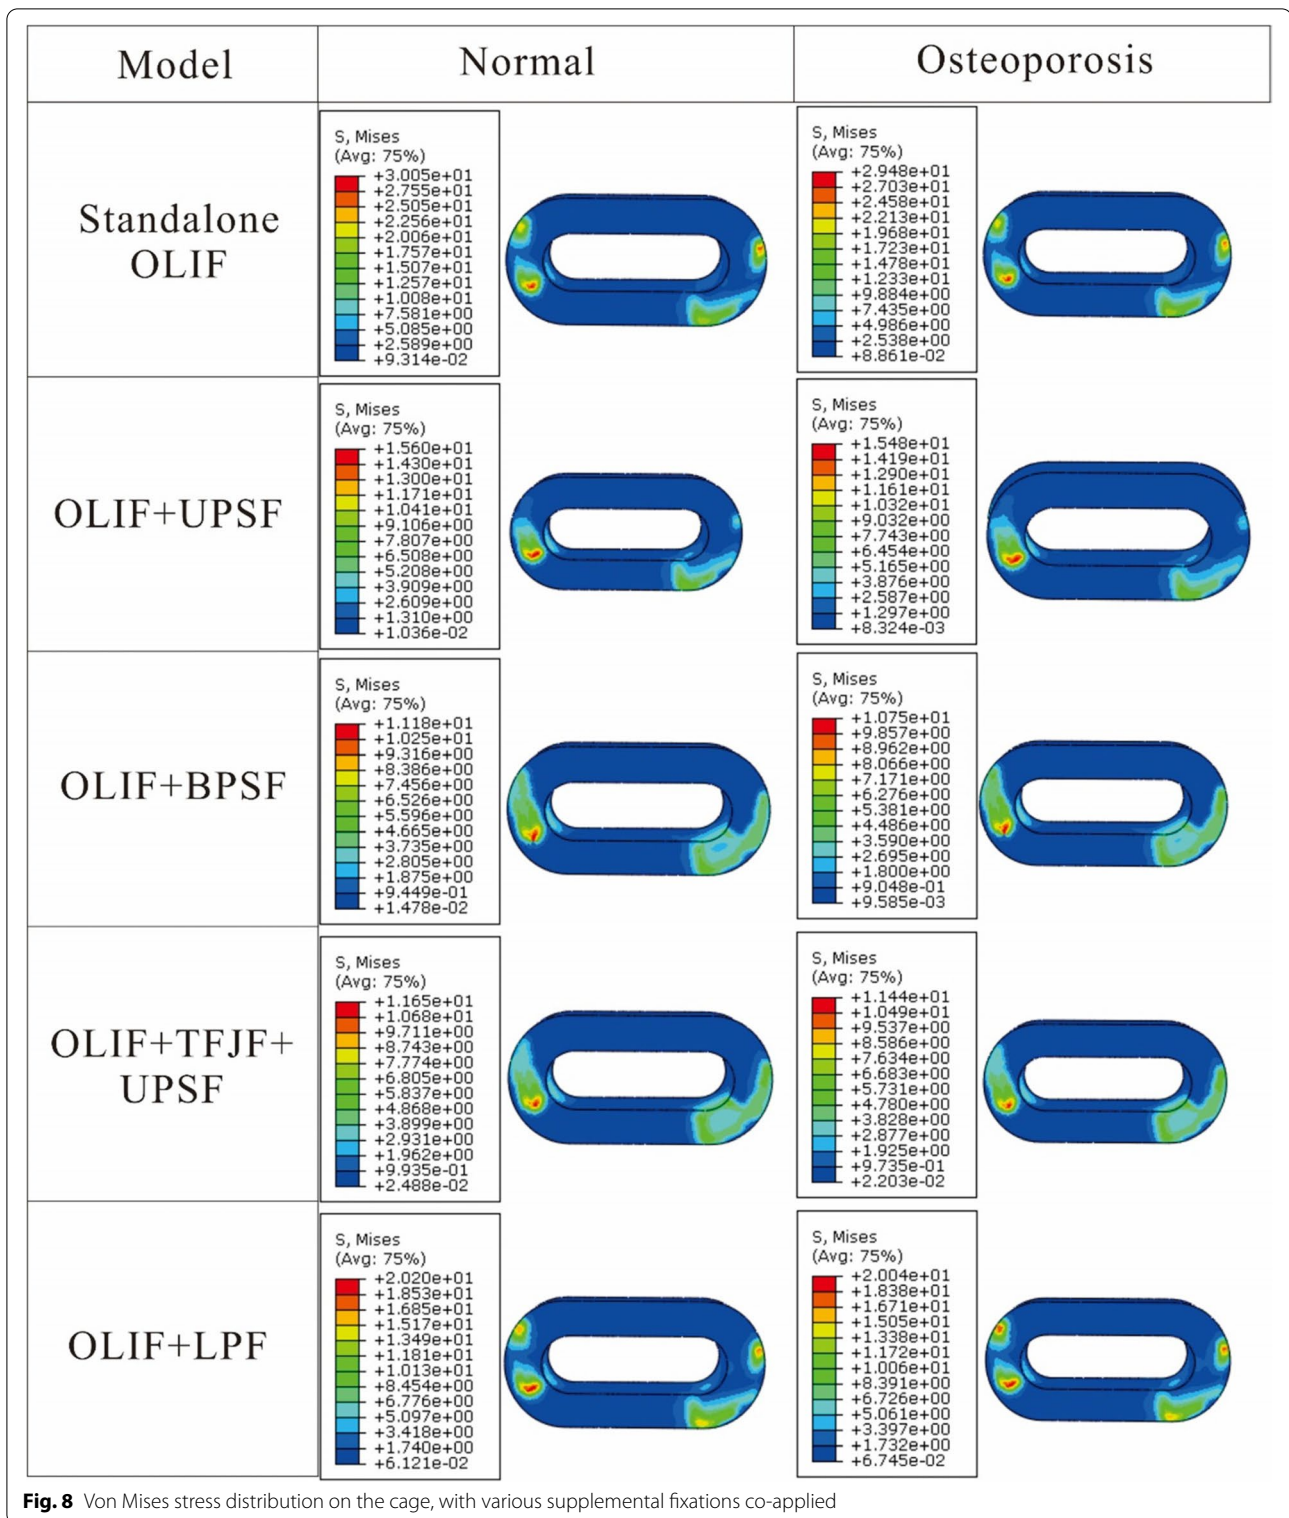 Model Normal Osteoporosis
Standalone
OLIF
S, Mises
(Avg: 75%)
+3.005e+01
+2.755e+01
+2.505e+01
+2.256e+01
+2.006e+01
+1.757e+01
+1.507e+01
+1.257e+01
+1.008e+01
+7.581e+00
+5.085e+00
+2.589e+00
+9.314e-02
S, Mises
(Avg: 75%)
+2.948e+01
+2.703e+01
+2.458e+01
+2.213e+01
+1.968e+01
+1.723e+01
+1.478e+01
+1.233e+01
+9.884e+00
+7.435e+00
+4.986e+00
+2.538e+00
+8.861e-02
OLIF+UPSF
S, Mises
(Avg: 75%)
+1.560e+01
+1.430e+01
+1.300e+01
+1.171e+01
+1.041e+01
+9.106e+00
+7.807e+00
+6.508e+00
+5.208e+00
+3.909e+00
+2.609e+00
+1.310e+00
+1.036e-02
S, Mises
(Avg: 75%)
+1.548e+01
+1.419e+01
+1.290e+01
+1.161e+01
+1.032e+01
+9.032e+00
+7.743e+00
+6.454e+00
+5.165e+00
+3.876e+00
+2.587e+00
+1.297e+00
+8.324e-03
OLIF+BPSF
S, Mises
(Avg: 75%)
+1.118e+01
+1.025e+01
+9.316e+00
+8.386e+00
+7.456e+00
+6.526e+00
+5.596e+00
+4.665e+00
+3.735e+00
+2.805e+00
+1.875e+00
+9.449e-01
+1.478e-02
S, Mises
(Avg: 75%)
+1.075e+01
+9.857e+00
+8.962e+00
+8.066e+00
+7.171e+00
+6.276e+00
+5.381e+00
+4.486e+00
+3.590e+00
+2.695e+00
+1.800e+00
+9.048e-01
+9.585e-03
OLIF+TFJF+
UPSF
S, Mises
(Avg: 75%)
+1.165e+01
+1.068e+01
+9.711e+00
+8.743e+00
+7.774e+00
+6.805e+00
+5.837e+00
+4.868e+00
+3.899e+00
+2.931e+00
+1.962e+00
+9.935e-01
+2.488e-02
S, Mises
(Avg: 75%)
+1.144e+01
+1.049e+01
+9.537e+00
+8.586e+00
+7.634e+00
+6.683e+00
+5.731e+00
+4.780e+00
+3.828e+00
+2.877e+00
+1.925e+00
+9.735e-01
+2.203e-02
OLIF+LPF
S, Mises
(Avg: 75%)
+2.020e+01
+1.853e+01
+1.685e+01
+1.517e+01
+1.349e+01
+1.181e+01
+1.013e+01
+8.454e+00
+6.776e+00
+5.097e+00
+3.418e+00
+1.740e+00
+6.121e-02
S, Mises
(Avg: 75%)
+2.004e+01
+1.838e+01
+1.671e+01
+1.505e+01
+1.338e+01
+1.172e+01
+1.006e+01
+8.391e+00
+6.726e+00
+5.061e+00
+3.397e+00
+1.732e+00
+6.745e-02
Fig. 8 Von Mises stress distribution on the cage, with various supplemental fixations co-applied